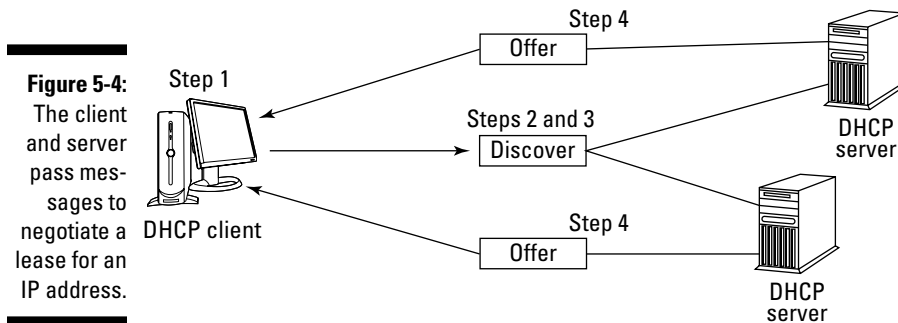 Figure 5-4:
The client
and server
pass mes-
sages to
negotiate a
lease for an
IP address.
Step 1
DHCP client
Step 4
Offer
Steps 2 and 3
Discover
Step 4
Offer
DHCP
server
DHCP
server